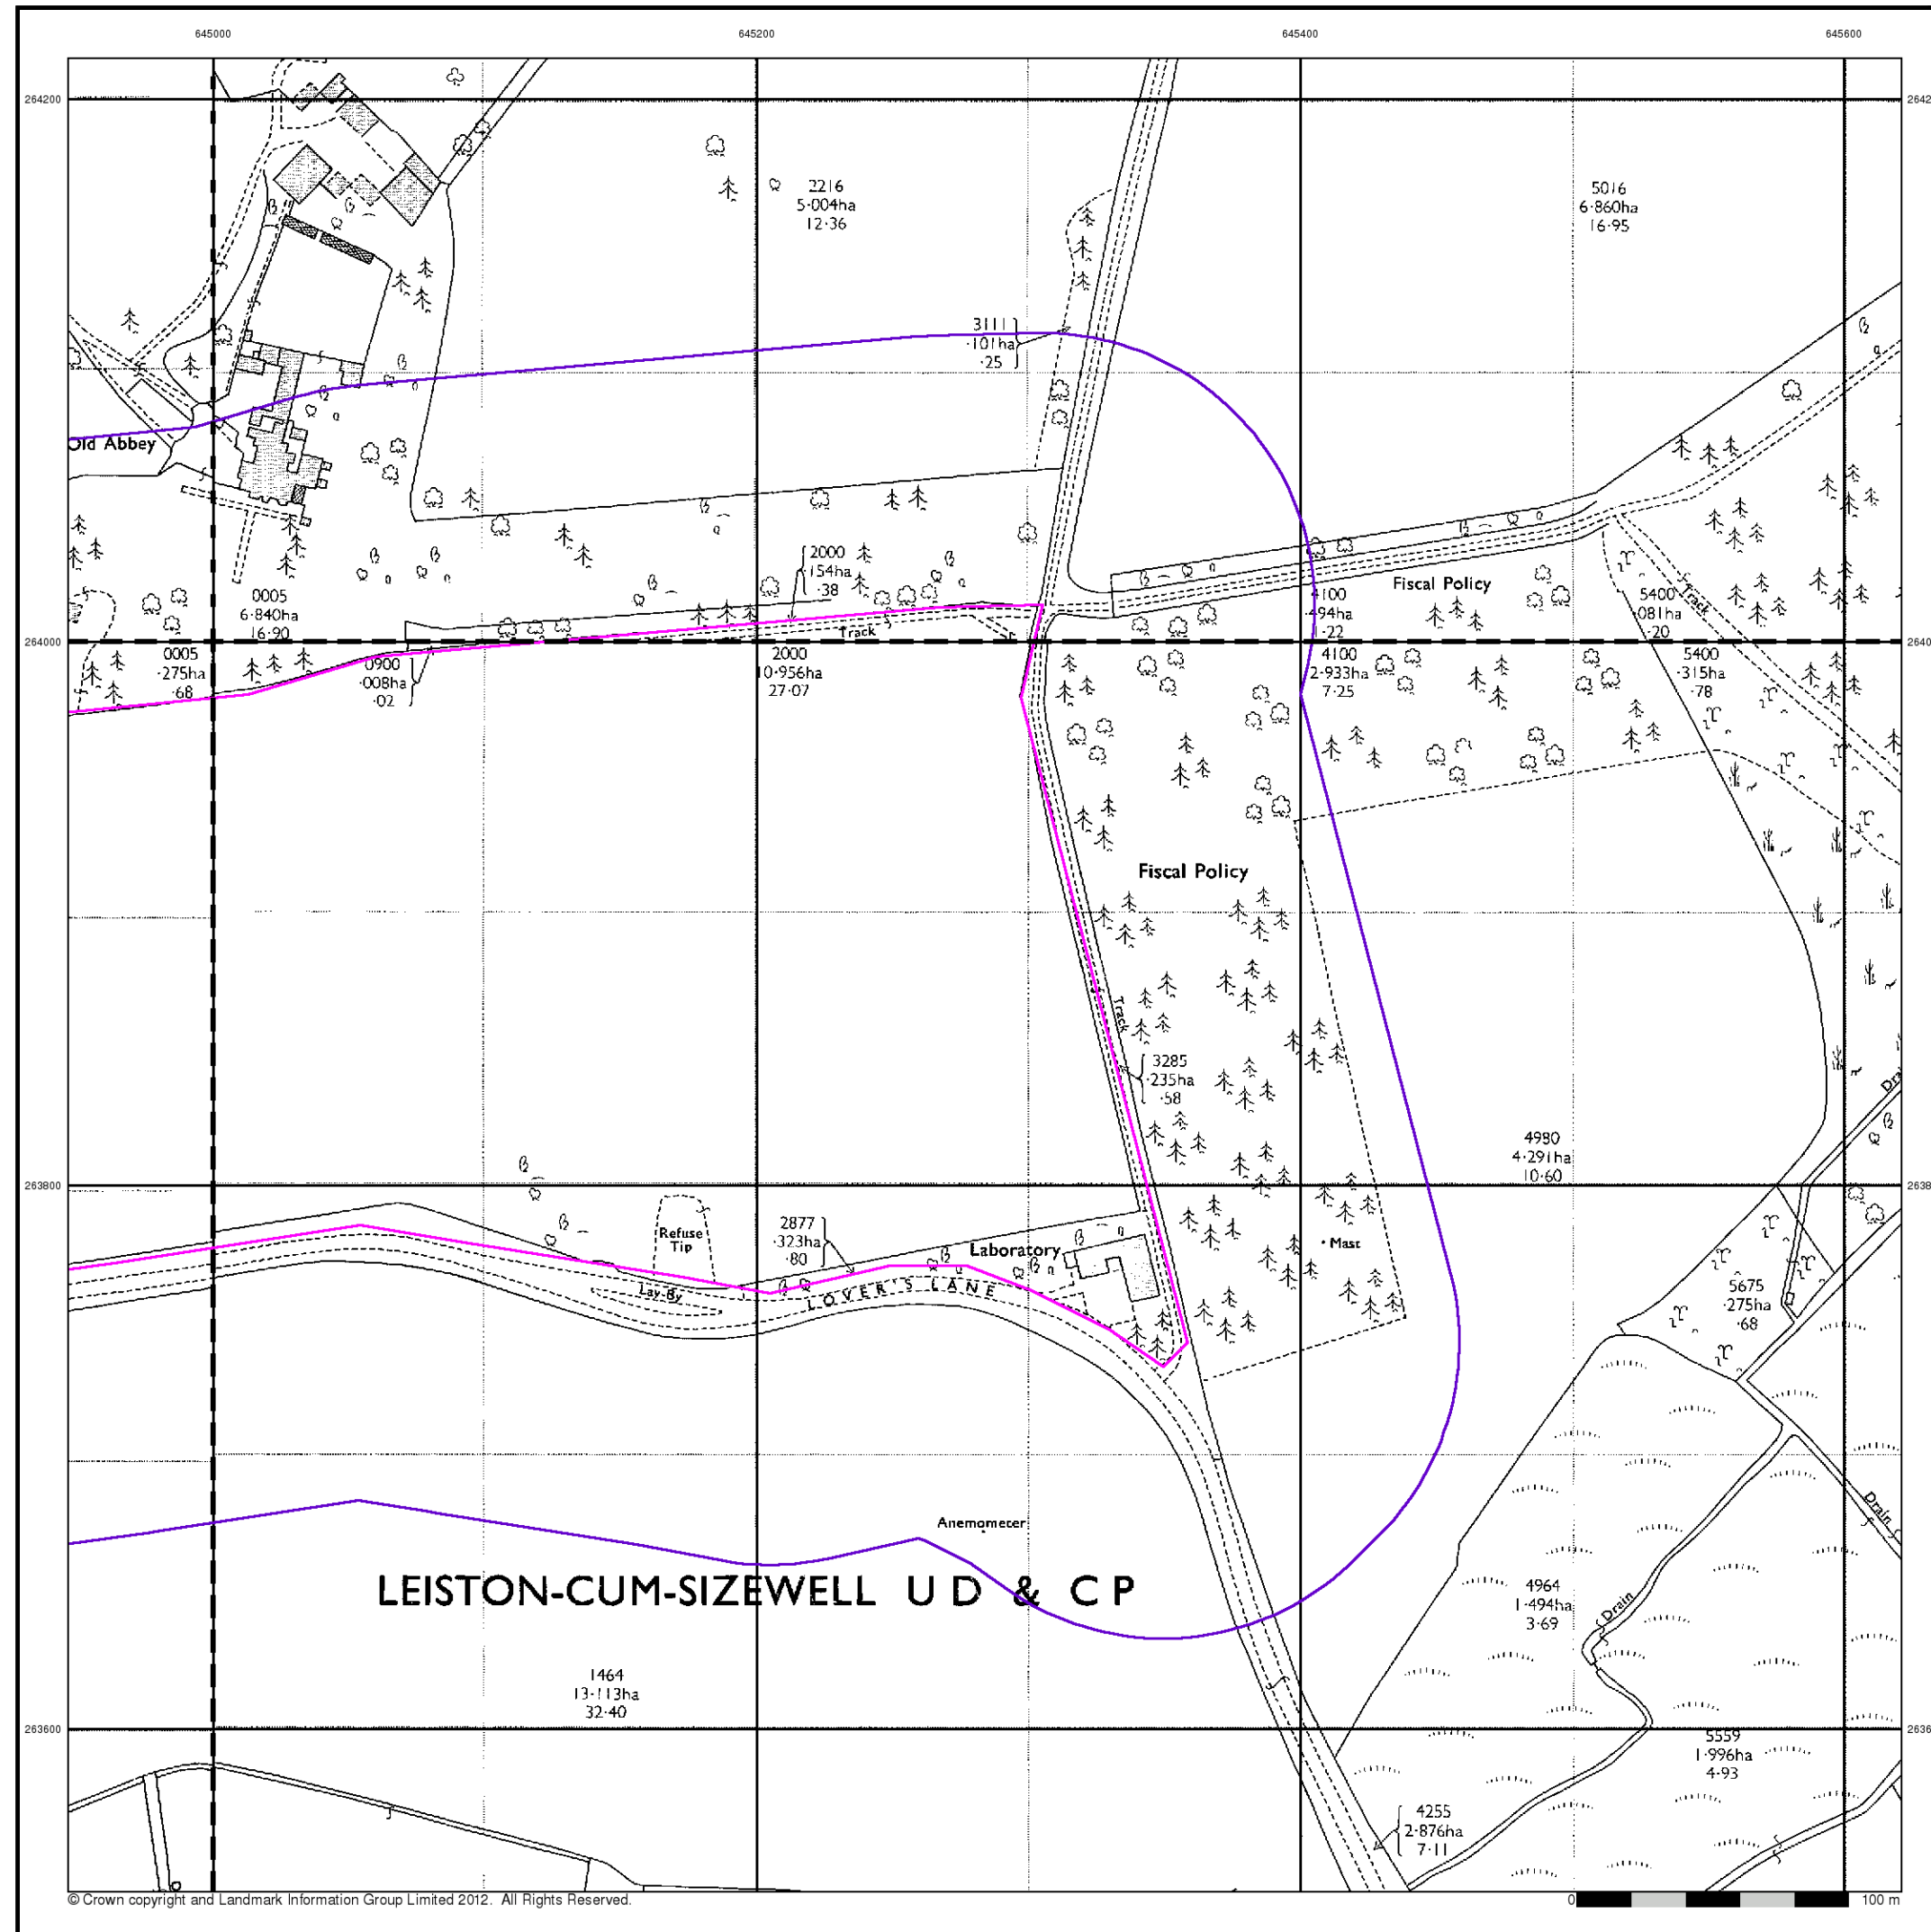 645000
645200
645400
645600
264200
2216
5·004ha
12·36
5016
6·860ha
16·95
3111
·101ha
·25
Old Abbey
2000
·154ha
·38
0005
6·840ha
16·90
Track
Fiscal Policy
4100
·494ha
1·22
5400
·081ha
·20
Track
264000
0005
·275ha
·68
0900
·008ha
·02
2000
10·956ha
27·07
4100
2·933ha
7·25
5400
·315ha
·78
Fiscal Policy
Track
3285
·235ha
·58
4980
4·291ha
10·60
263800
Refuse
Tip
2877
·323ha
·80
Laboratory
Mast
Lay-By
LOVER'S LANE
5675
·275ha
·68
Drain
Anemometer
LEISTON-CUM-SIZEWELL U D & C P
4964
1·494ha
3·69
Drain
1464
13·113ha
32·40
263600
5559
1·996ha
4·93
4255
2·876ha
7·11
© Crown copyright and Landmark Information Group Limited 2012. All Rights Reserved.
0 100 m